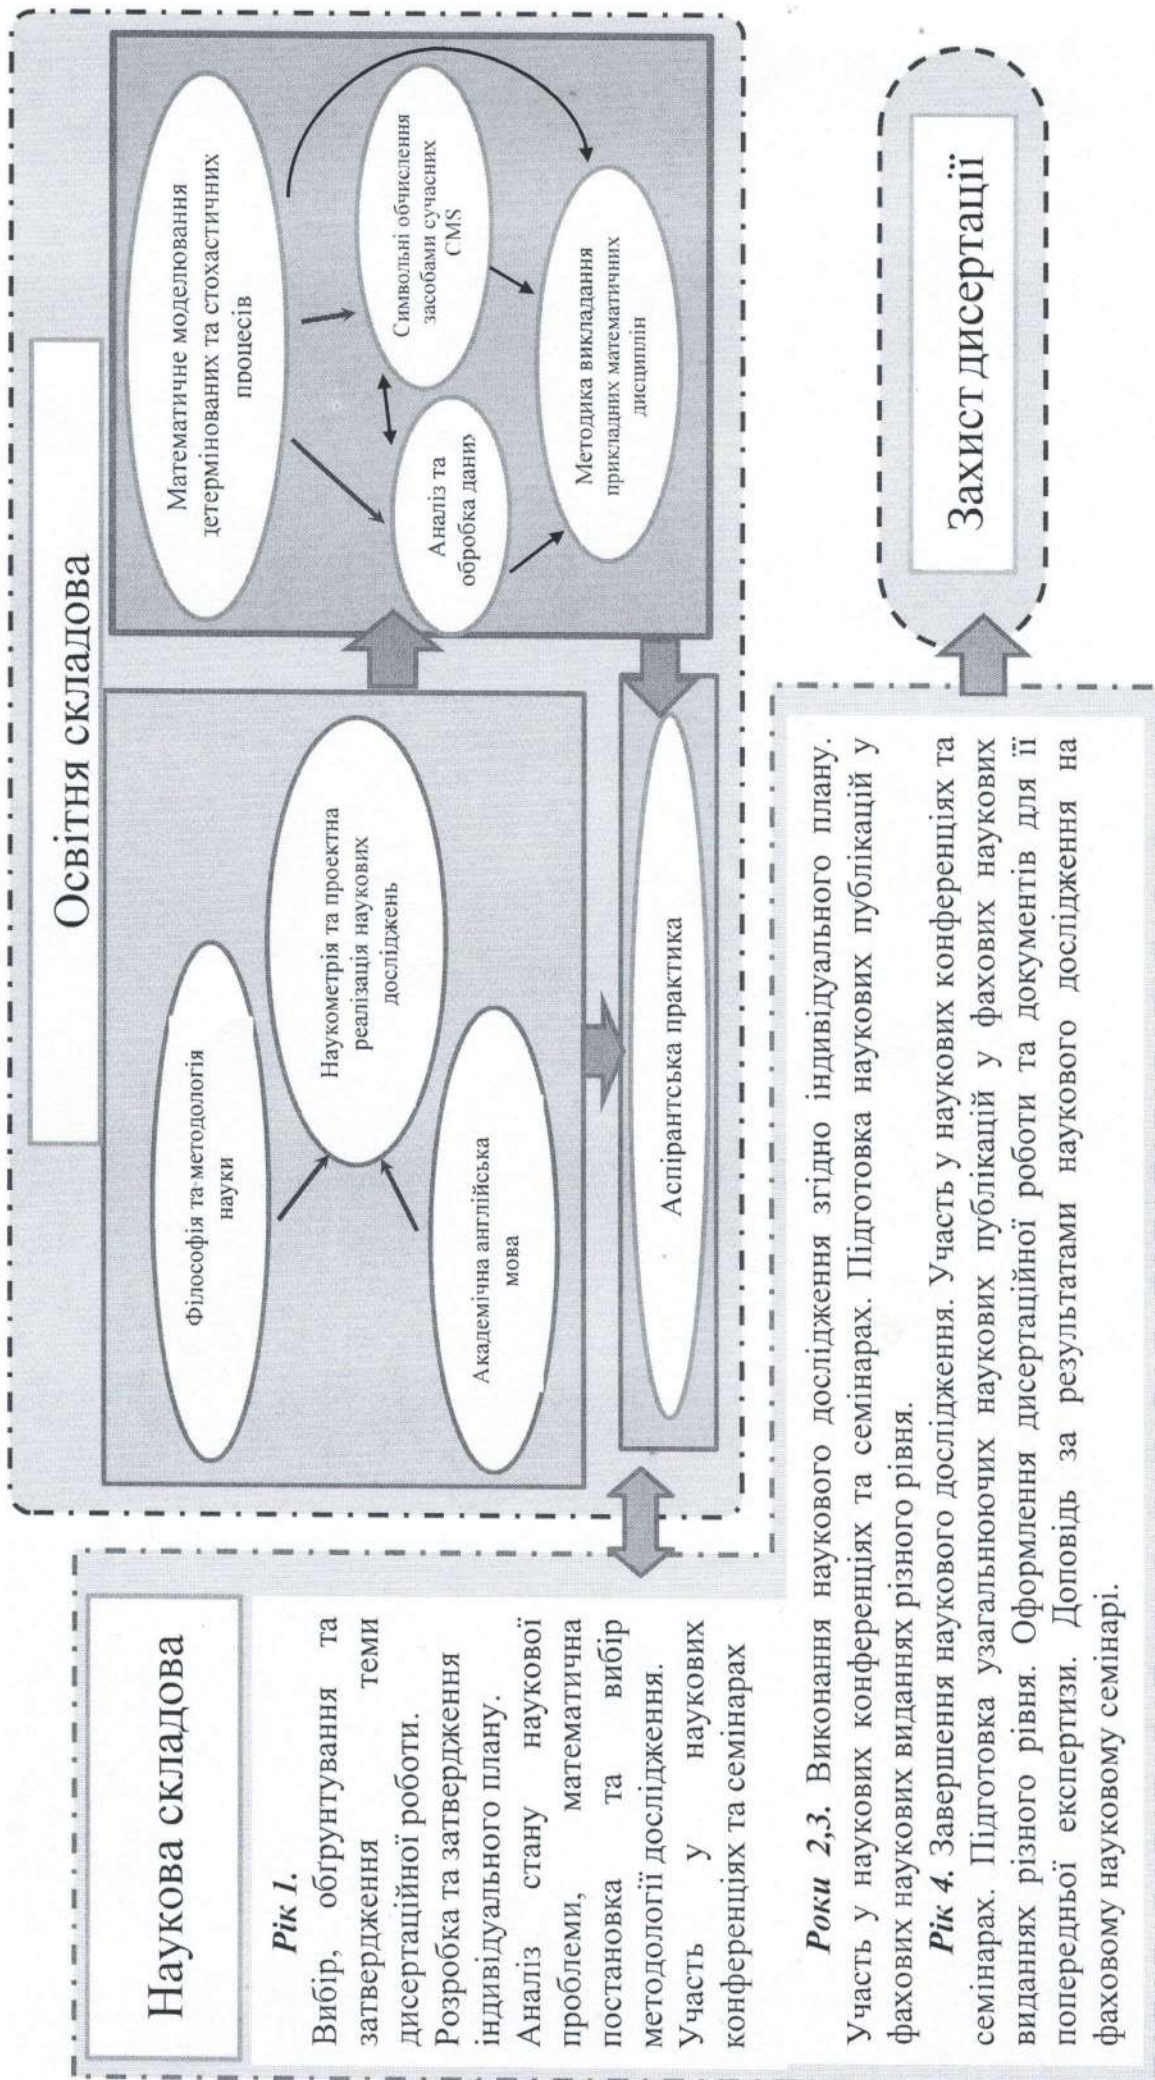 Наукова складова
Рік 1.
Вибір, обґрунтування та
затвердження теми
дисертаційної роботи.
Розробка та затвердження
індивідуального плану.
Аналіз стану наукової
проблеми, математична
постановка та вибір
методології дослідження.
Участь у наукових
конференціях та семінарах
Освітня складова
Філософія та методологія
науки
Наукометрія та проектна
реалізація наукових
досліджень
Академічна англійська
мова
Аспірантська практика
Математичне моделювання
детермінованих та стохастичних
процесів
Символьні обчислення
засобами сучасних
CMS
Аналіз та
обробка даних
Методика викладання
прикладних математичних
дисциплін
Роки 2,3. Виконання наукового дослідження згідно індивідуального плану.
Участь у наукових конференціях та семінарах. Підготовка наукових публікацій у
фахових наукових виданнях різного рівня.
Рік 4. Завершення наукового дослідження. Участь у наукових конференціях та
семінарах. Підготовка узагальнюючих наукових публікацій у фахових наукових
виданнях різного рівня. Оформлення дисертаційної роботи та документів для її
попередньої експертизи. Доповідь за результатами наукового дослідження на
фаховому науковому семінарі.
Захист дисертації